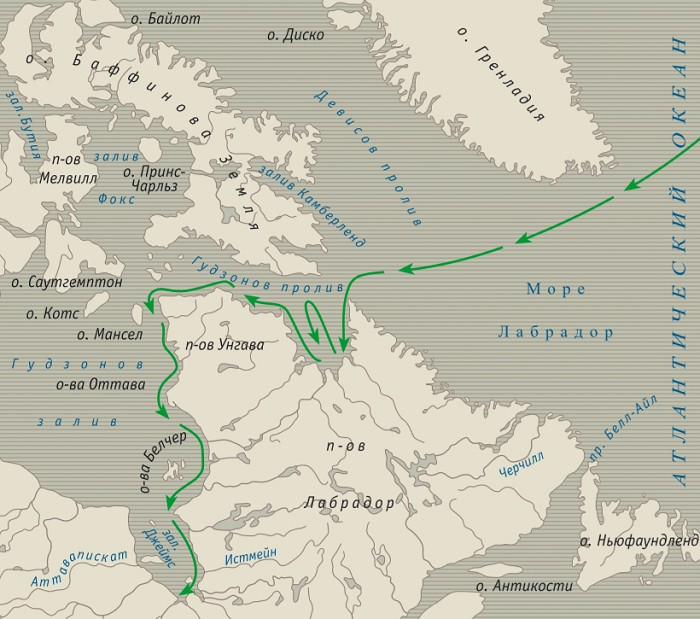 о. Байлот
о. Диско
о. Гренладия
АТЛАНТИЧЕСКИЙ ОКЕАН
о. Баффинова Земля
зал. Бутия
п-ов
Мелвилл
залив
Фокс
о. Принс-
Чарльз
Девисов пролив
залив Камберленд
Гудзонов пролив
о. Саутгемптон
о. Котс
о. Мансел
п-ов Унгава
Море
Лабрадор
Гудзонов
залив
о-ва Оттава
о-ва Белчер
п-ов
Лабрадор
Черчилл
пр. Белл-Айл
зал.
Джеймс
Истмейн
Аттавапискат
о. Ньюфаундленд
о. Антикости